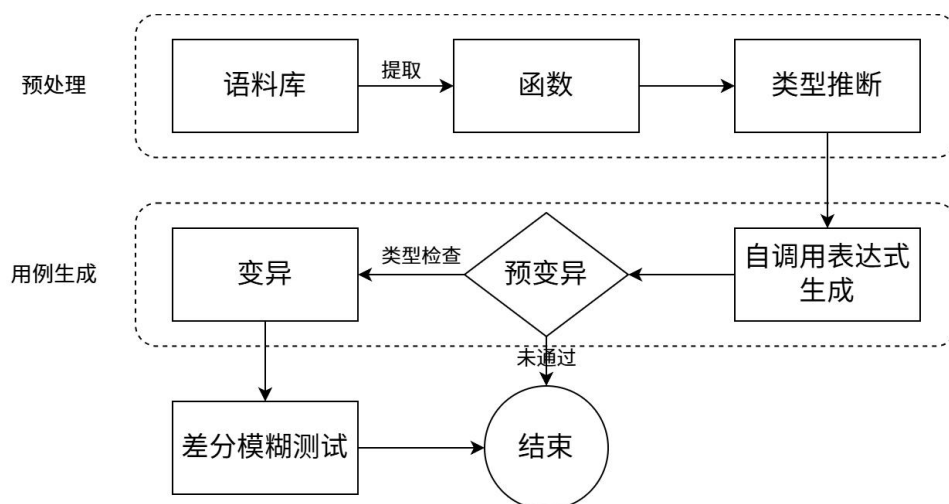 预处理
语料库
提取
函数
类型推断
用例生成
变异
类型检查
预变异
自调用表达式
生成
未通过
差分模糊测试
结束